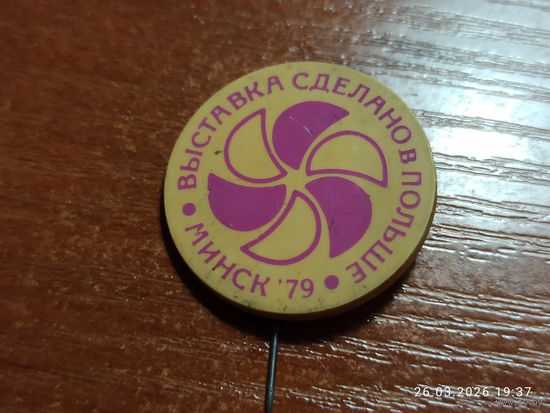 ВЫСТАВКА СДЕЛАНО В ПОЛЬШЕ
МИНСК '79
26.03.2026 19:37